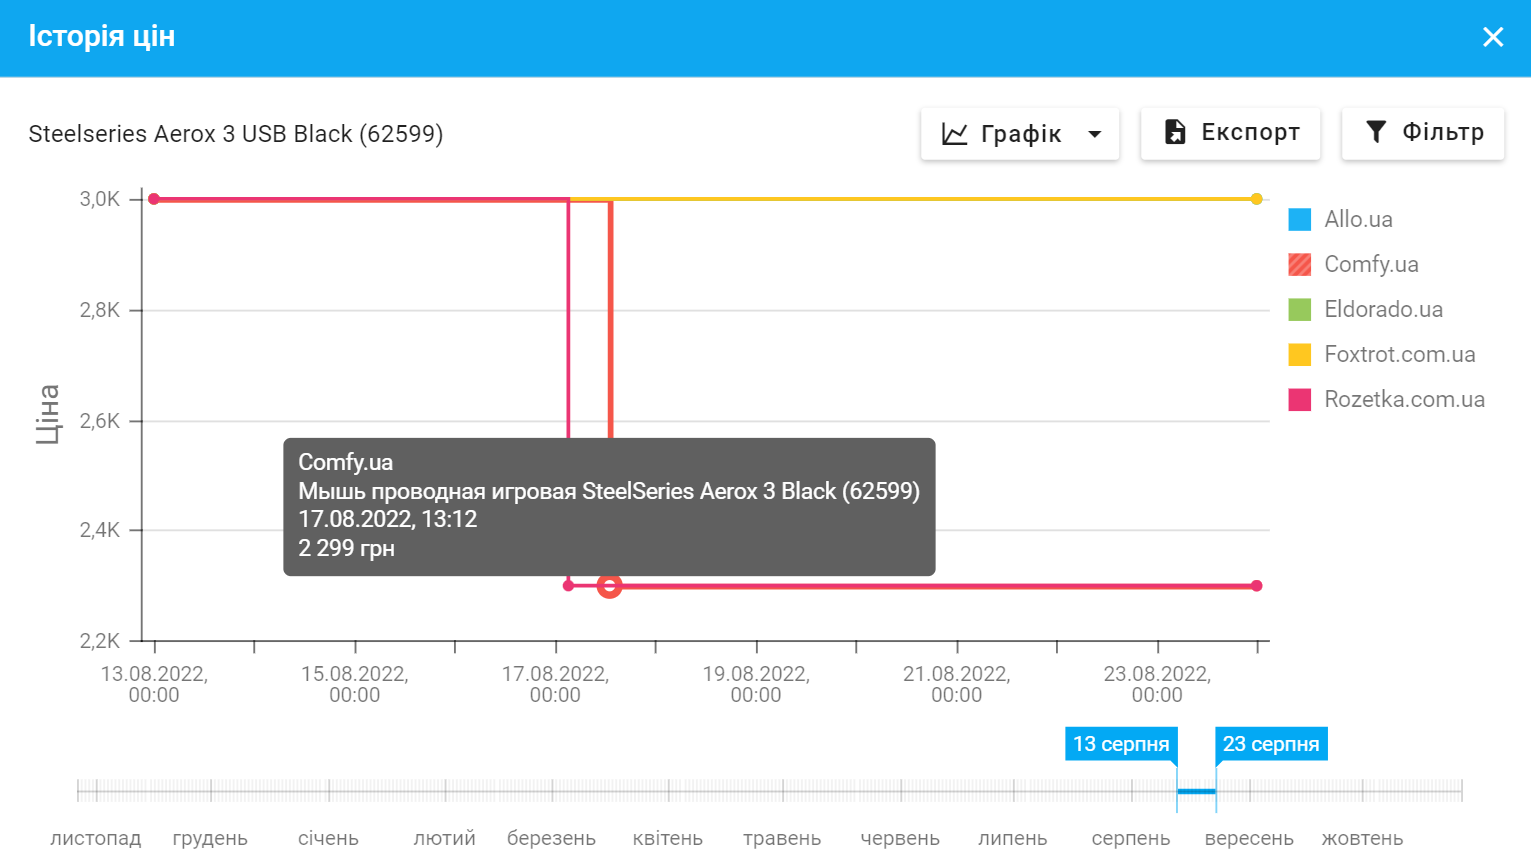 Історія цін
Steelseries Aerox 3 USB Black (62599)
Графік
Експорт
Фільтр
Ціна
3,0K
2,8K
2,6K
2,4K
2,2K
Allo.ua
Comfy.ua
Eldorado.ua
Foxtrot.com.ua
Rozetka.com.ua
Comfy.ua
Мышь проводная игровая SteelSeries Aerox 3 Black (62599)
17.08.2022, 13:12
2 299 грн
13.08.2022,
00:00
15.08.2022,
00:00
17.08.2022,
00:00
19.08.2022,
00:00
21.08.2022,
00:00
23.08.2022,
00:00
13 серпня
23 серпня
листопад
грудень
січень
лютий
березень
квітень
травень
червень
липень
серпень
вересень
жовтень